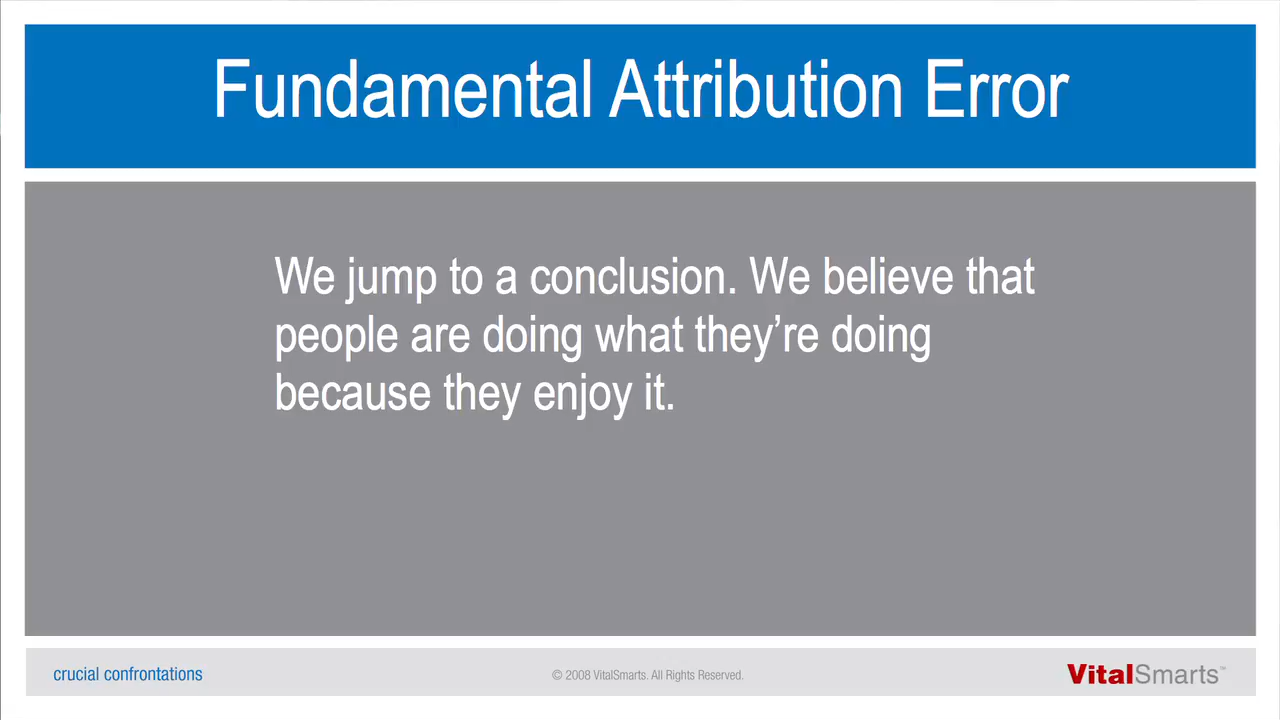 Fundamental Attribution Error
We jump to a conclusion. We believe that
people are doing what they’re doing
because they enjoy it.
crucial confrontations
© 2008 VitalSmarts. All Rights Reserved.
VitalSmarts™